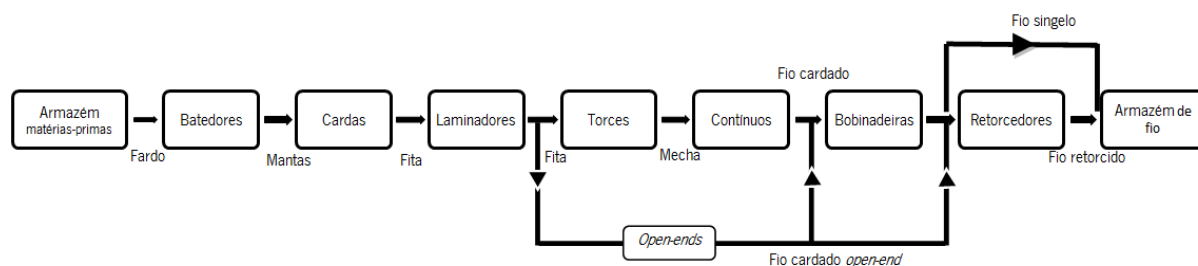 Fio singelo
Fio cardado
Armazém
matérias-primas
Batedores
Cardas
Laminadores
Torces
Contínuos
Bobinadeiras
Retorcedores
Armazém de
fio
Fardo
Mantas
Fita
Fita
Mecha
Fio retorcido
Open-ends
Fio cardado open-end